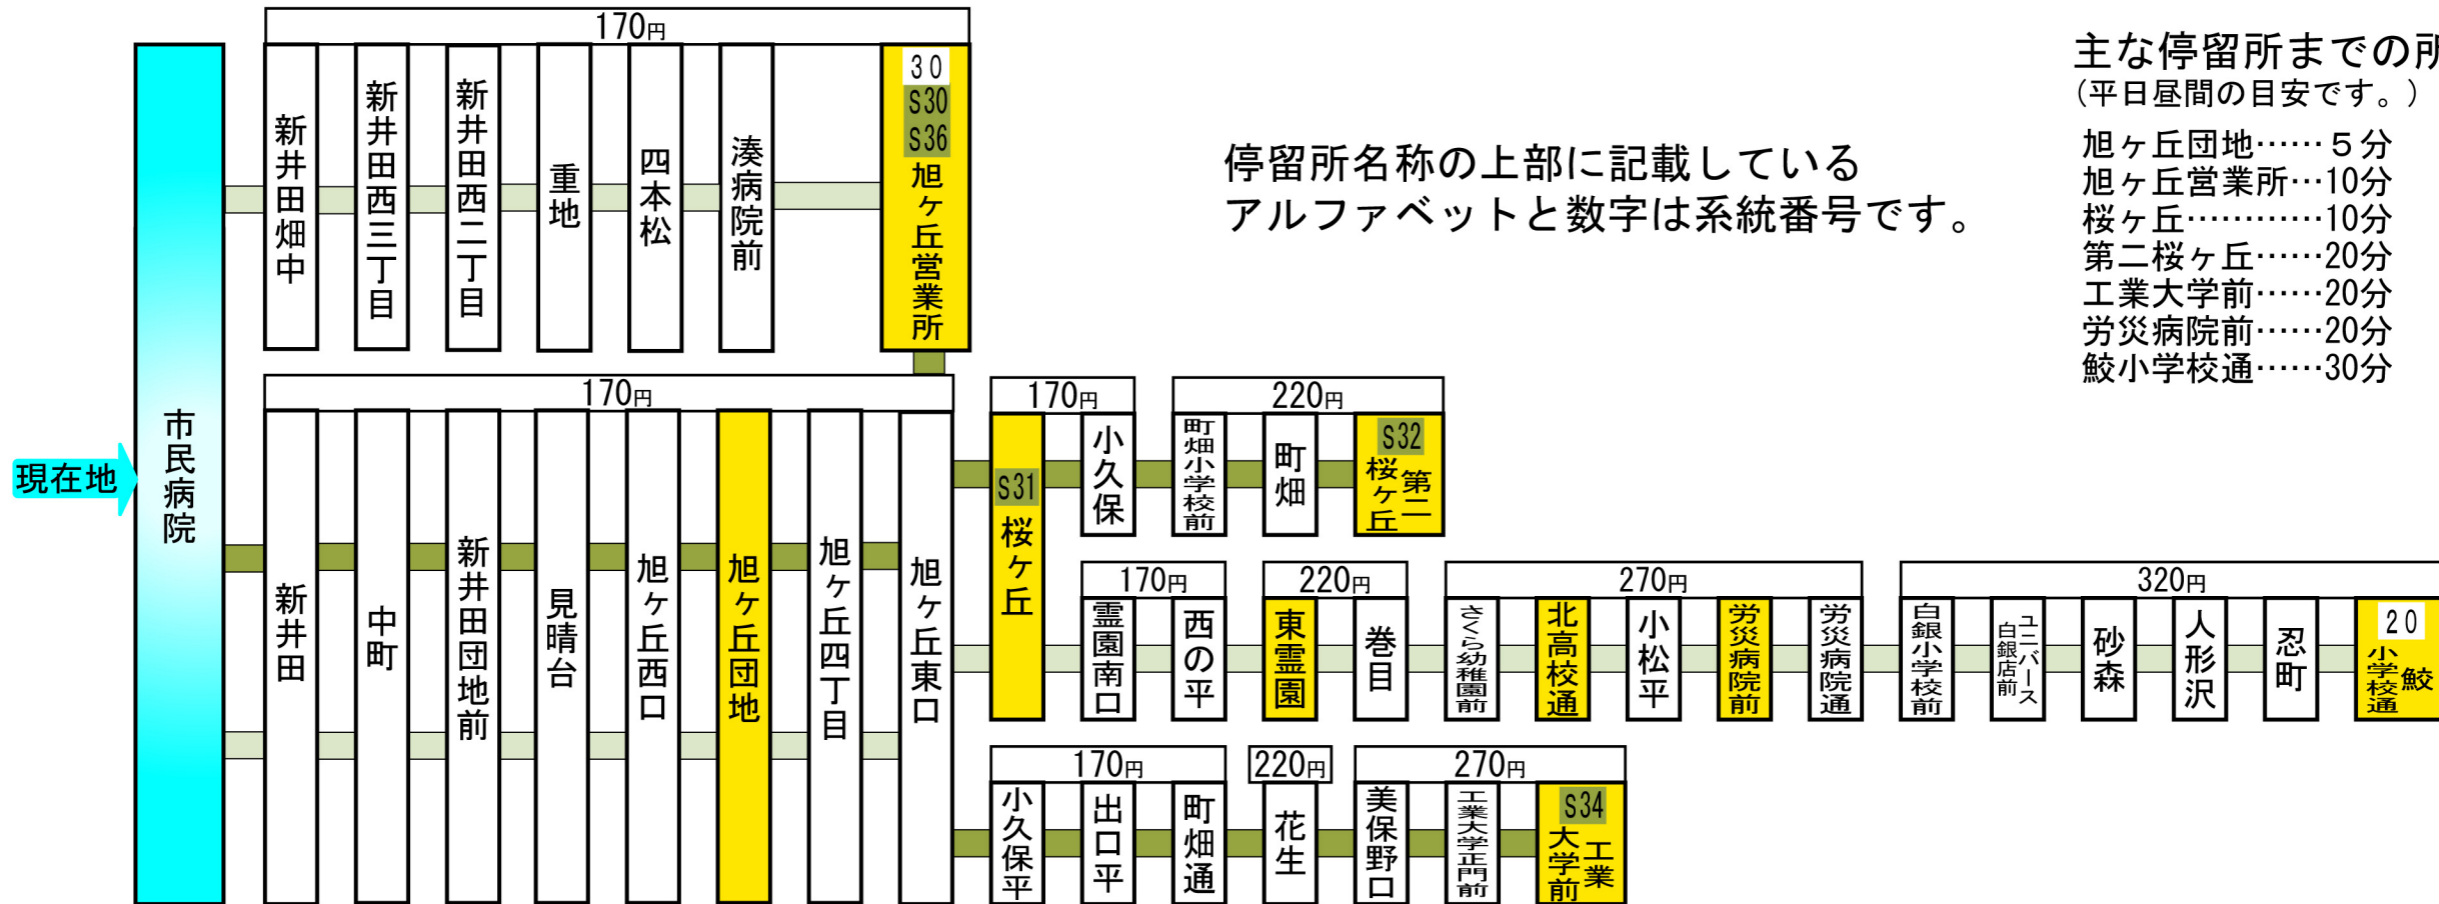 170円
市民病院
現在地
新井田畑中
新井田西三丁目
新井田西二丁目
重地
四本松
湊病院前
30
S30
S36
旭ヶ丘営業所
停留所名称の上部に記載している
アルファベットと数字は系統番号です。
主な停留所までの所
(平日昼間の目安です。)
旭ヶ丘団地……5分
旭ヶ丘営業所…10分
桜ヶ丘…………10分
第二桜ヶ丘……20分
工業大学前……20分
労災病院前……20分
鮫小学校通……30分
170円
新井田
中町
新井田団地前
見晴台
旭ヶ丘西口
旭ヶ丘団地
旭ヶ丘四丁目
旭ヶ丘東口
170円
S31
桜ヶ丘
小久保
220円
町畑小学校前
町畑
S32
第二
桜ヶ丘
170円
霊園南口
西の平
220円
東霊園
巻目
270円
さくら幼稚園前
北高校通
小松平
労災病院前
労災病院通
320円
白銀小学校前
ユニバース
白銀店前
砂森
人形沢
忍町
20
鮫
小学校通
170円
小久保平
出口平
町畑通
220円
花生
270円
美保野口
工業大学正門前
S34
工業
大学前